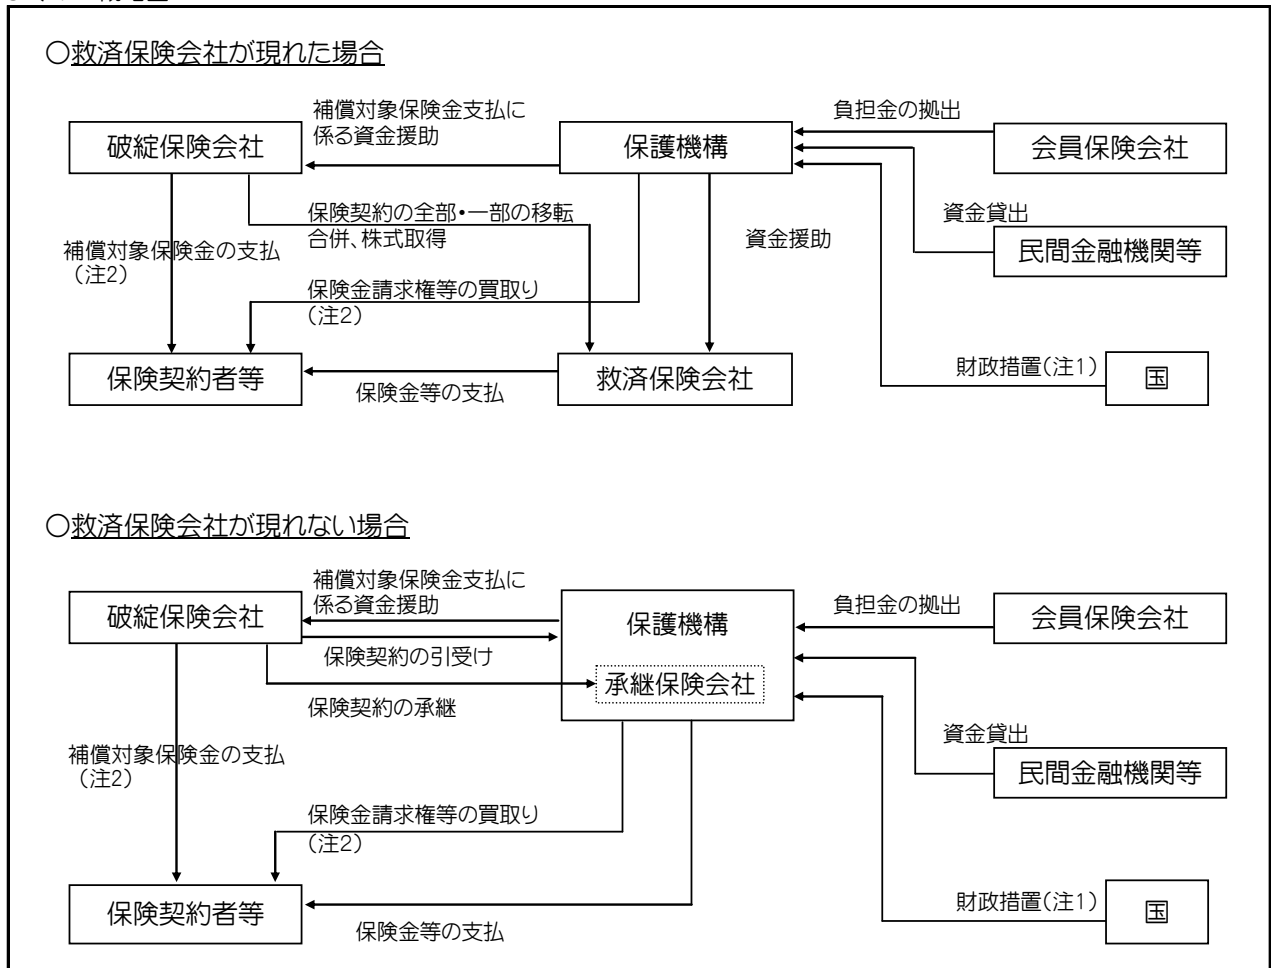 ○救済保険会社が現れた場合
補償対象保険金支払に
係る資金援助
負担金の拠出
破綻保険会社
保護機構
会員保険会社
保険契約の全部・一部の移転
合併、株式取得
資金貸出
資金援助
民間金融機関等
補償対象保険金の支払
（注2）
保険金請求権等の買取り
（注2）
財政措置（注1）
保険契約者等
救済保険会社
国
保険金等の支払
○救済保険会社が現れない場合
補償対象保険金支払に
係る資金援助
負担金の拠出
破綻保険会社
保護機構
会員保険会社
保険契約の引受け
承継保険会社
保険契約の承継
資金貸出
補償対象保険金の支払
（注2）
民間金融機関等
保険金請求権等の買取り
（注2）
財政措置（注1）
保険契約者等
国
保険金等の支払